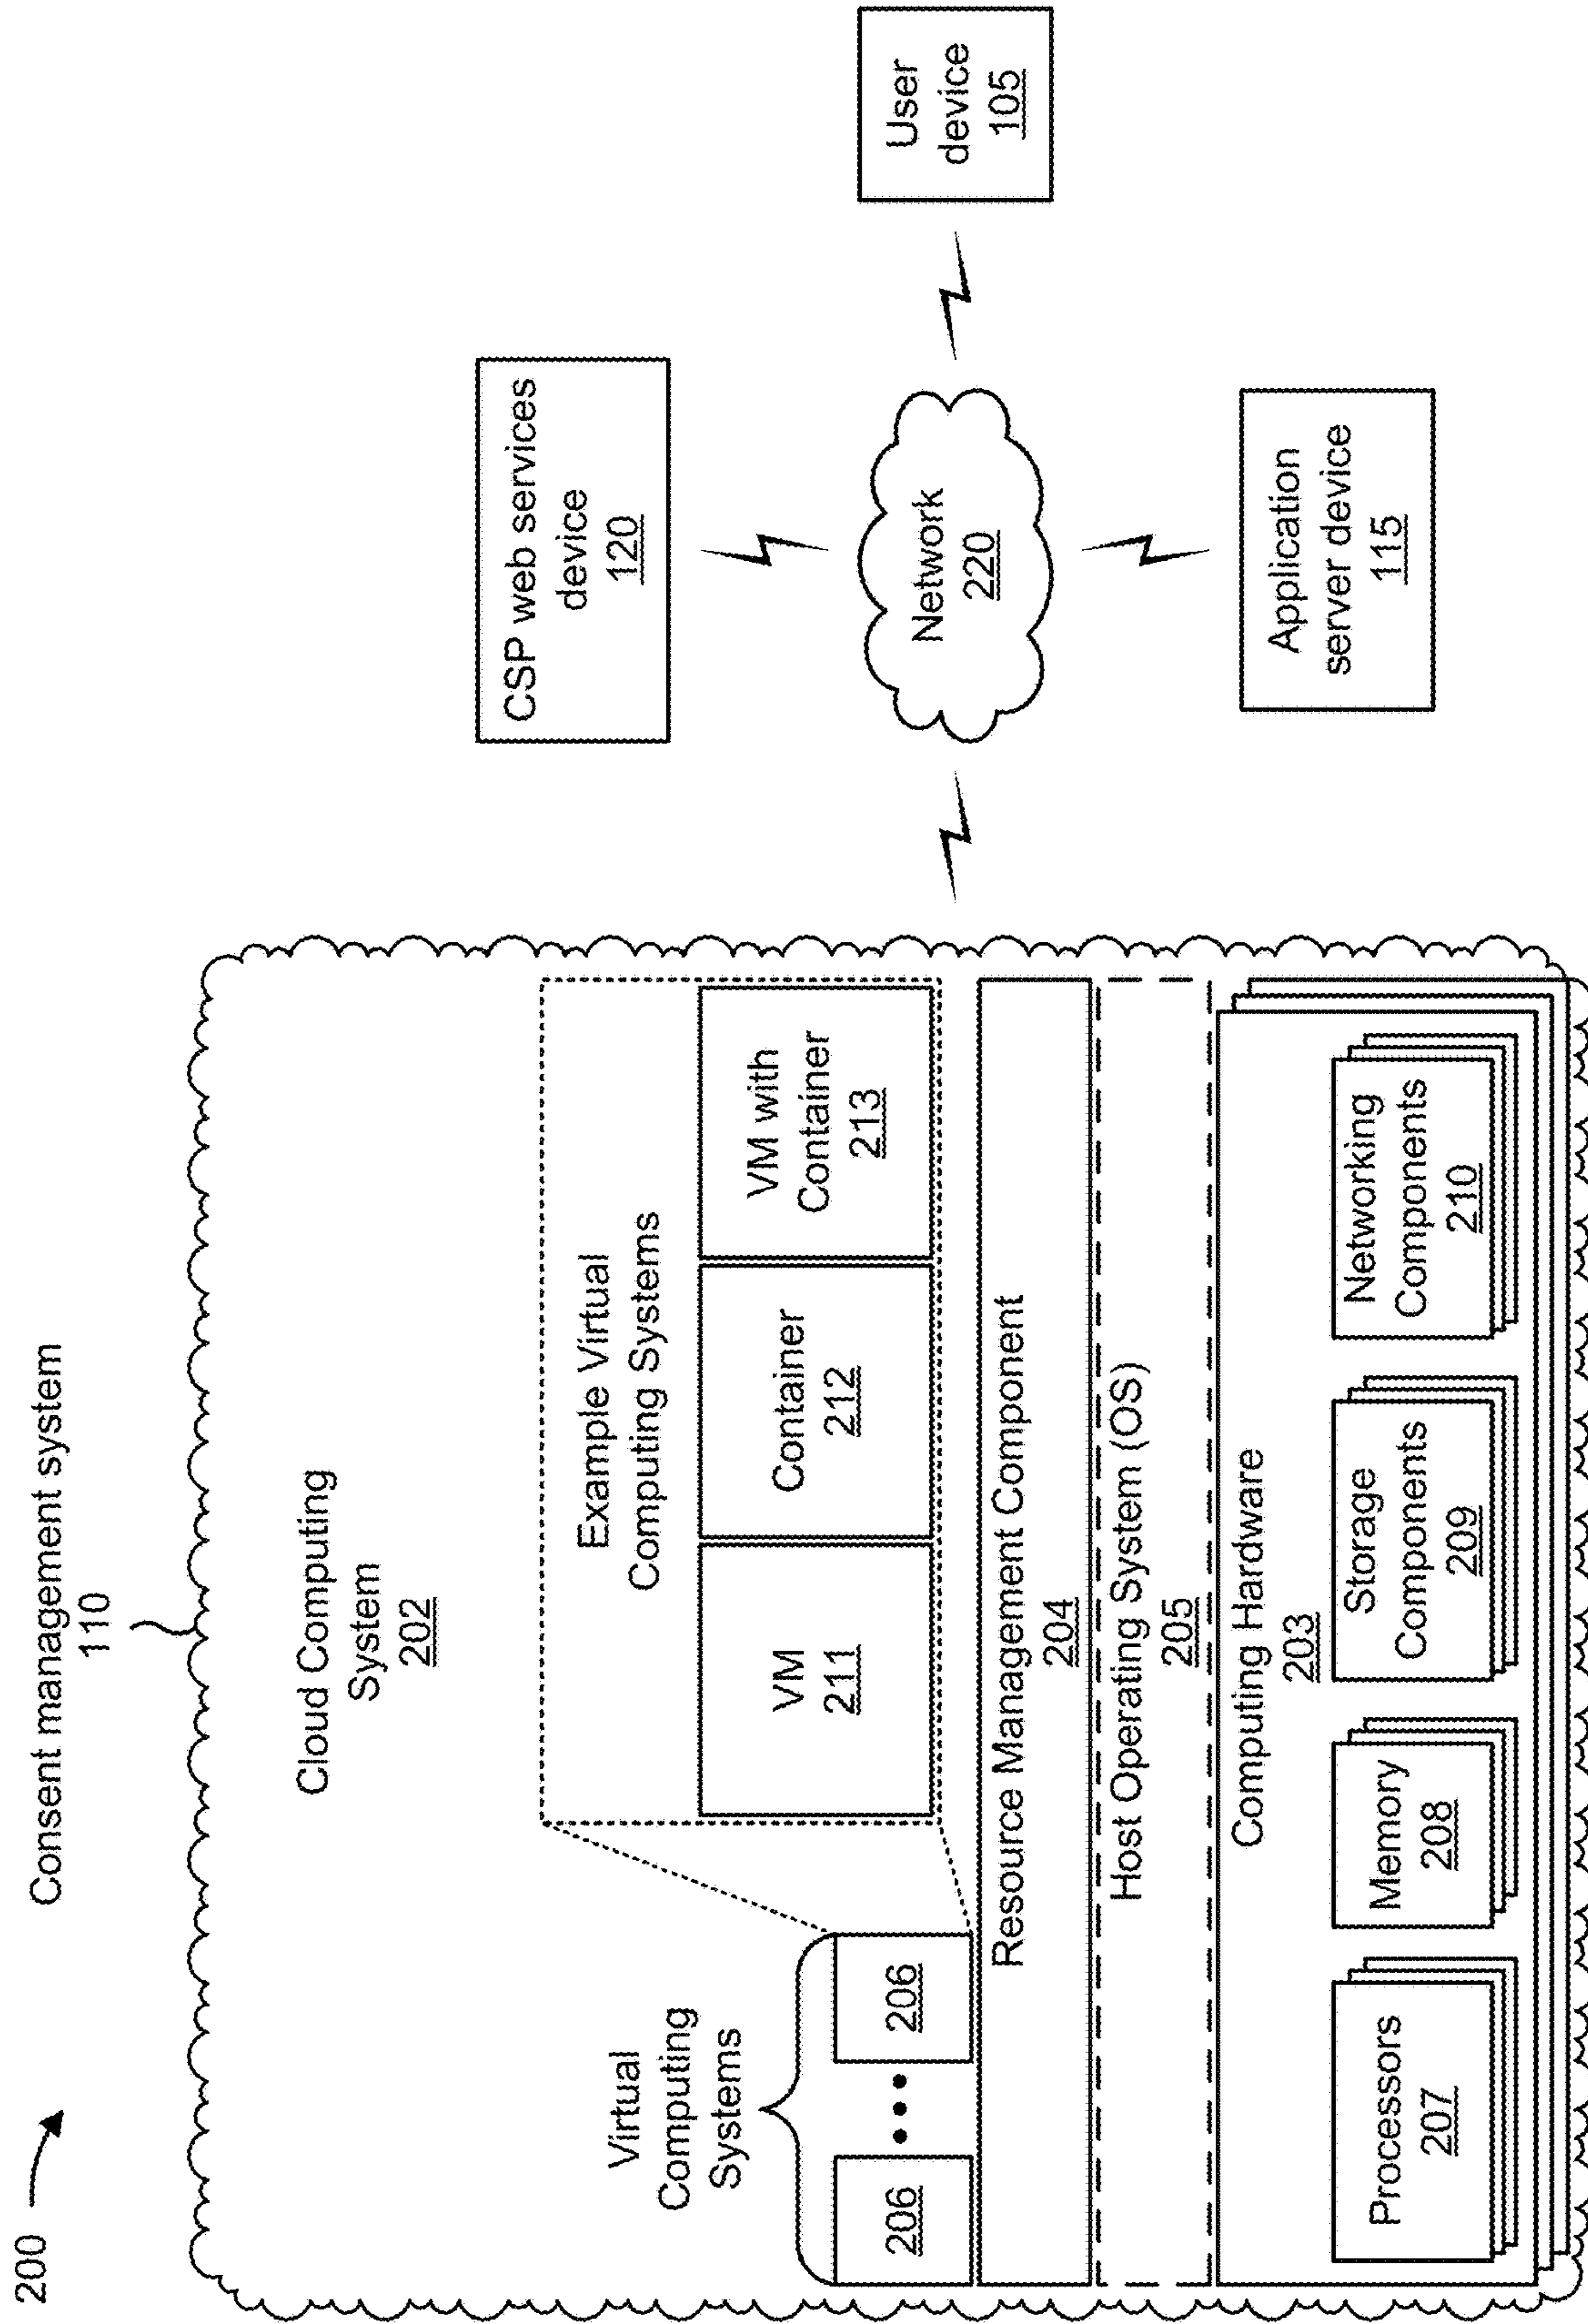 200
Consent management system
110
Cloud Computing
System
202
Virtual
Computing
Systems
206
206
Example Virtual
Computing Systems
VM
211
Container
212
VM with
Container
213
Resource Management Component
204
Host Operating System (OS)
205
Computing Hardware
203
Processors
207
Memory
208
Storage
Components
209
Networking
Components
210
CSP web services
device
120
Network
220
Application
server device
115
User
device
105